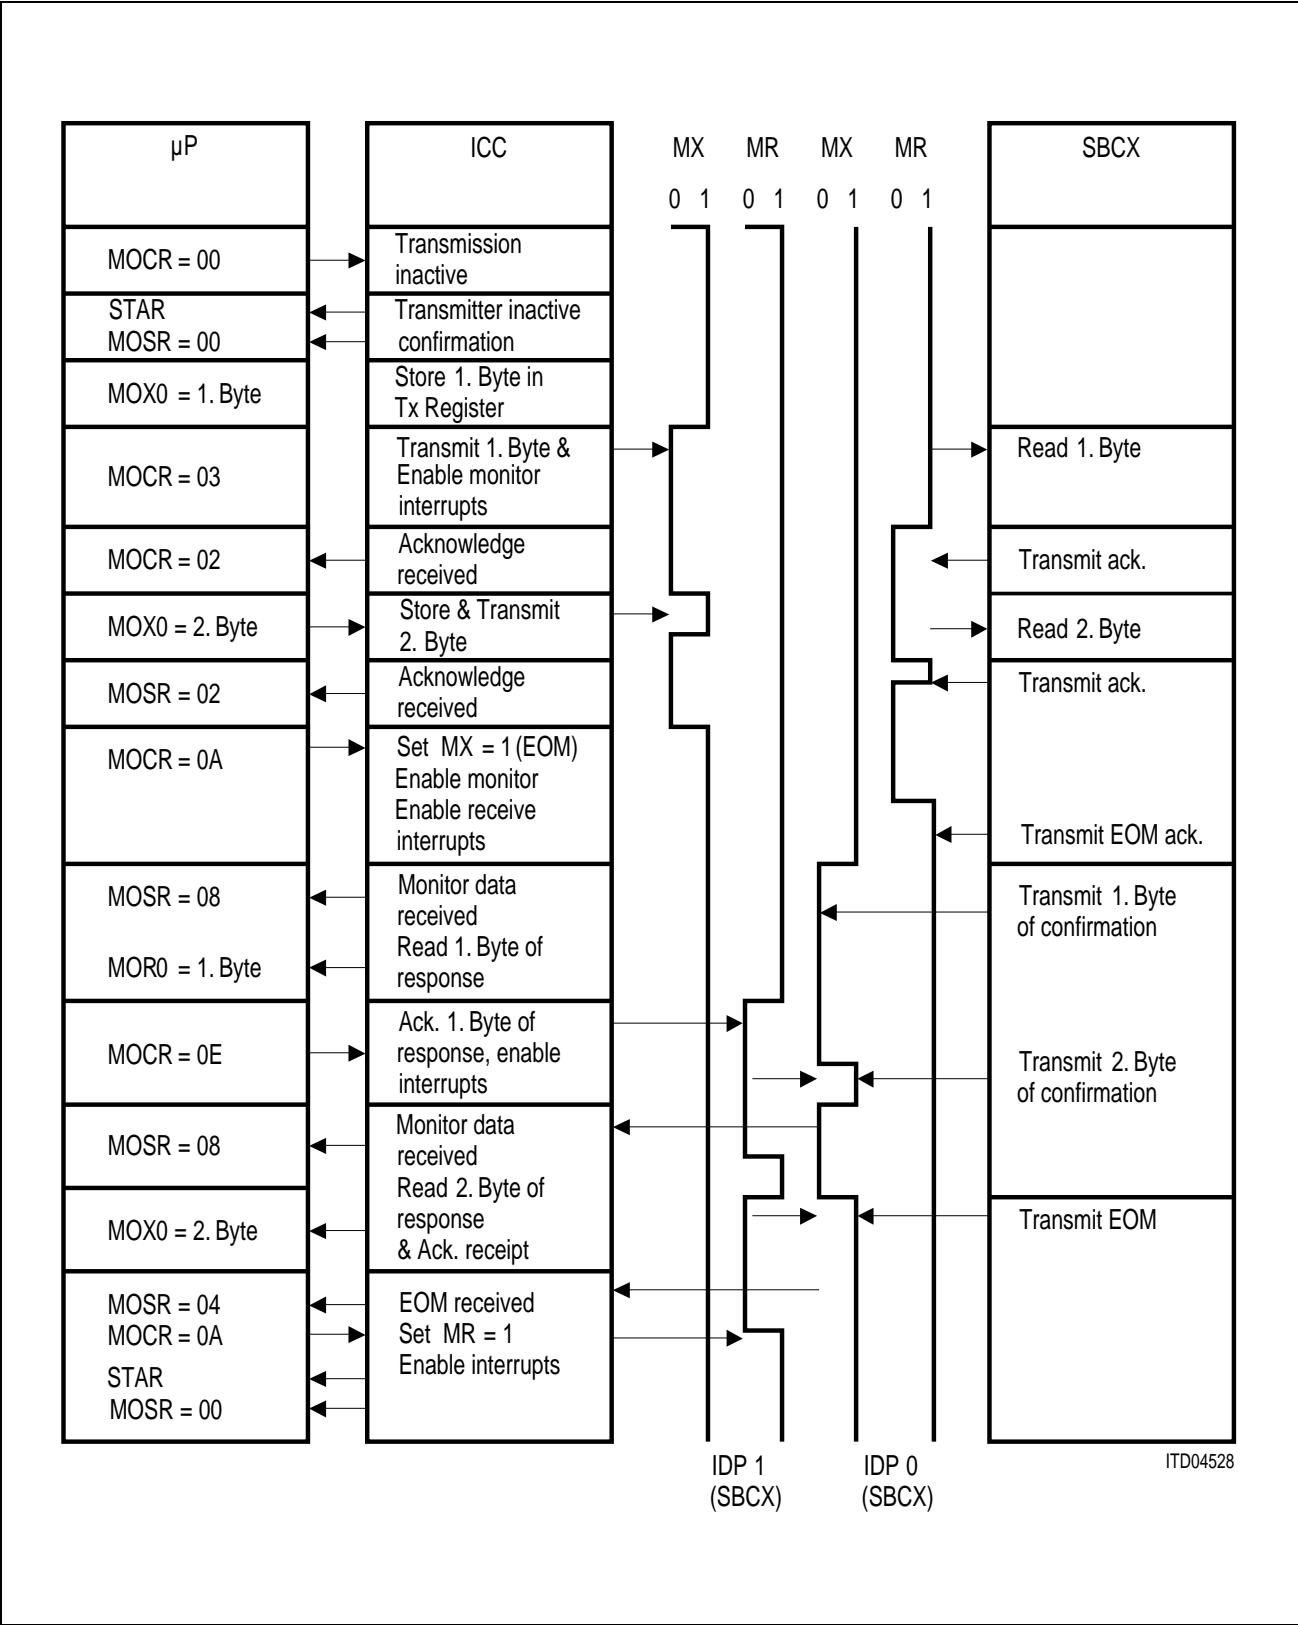 µP
ICC
MX MR MX MR
SBCX
0 1 0 1 0 1 0 1
MOCR = 00
Transmission
inactive
STAR
MOSR = 00
Transmitter inactive
confirmation
MOX0 = 1. Byte
Store 1. Byte in
Tx Register
MOCR = 03
Transmit 1. Byte &
Enable monitor
interrupts
Read 1. Byte
MOCR = 02
Acknowledge
received
Transmit ack.
MOX0 = 2. Byte
Store & Transmit
2. Byte
Read 2. Byte
MOSR = 02
Acknowledge
received
Transmit ack.
MOCR = 0A
Set MX = 1 (EOM)
Enable monitor
Enable receive
interrupts
Transmit EOM ack.
MOSR = 08
MOR0 = 1. Byte
Monitor data
received
Read 1. Byte of
response
Transmit 1. Byte
of confirmation
MOCR = 0E
Ack. 1. Byte of
response, enable
interrupts
Transmit 2. Byte
of confirmation
MOSR = 08
MOX0 = 2. Byte
Monitor data
received
Read 2. Byte of
response
& Ack. receipt
Transmit EOM
MOSR = 04
MOCR = 0A
STAR
MOSR = 00
EOM received
Set MR = 1
Enable interrupts
IDP 1
(SBCX)
IDP 0
(SBCX)
ITD04528